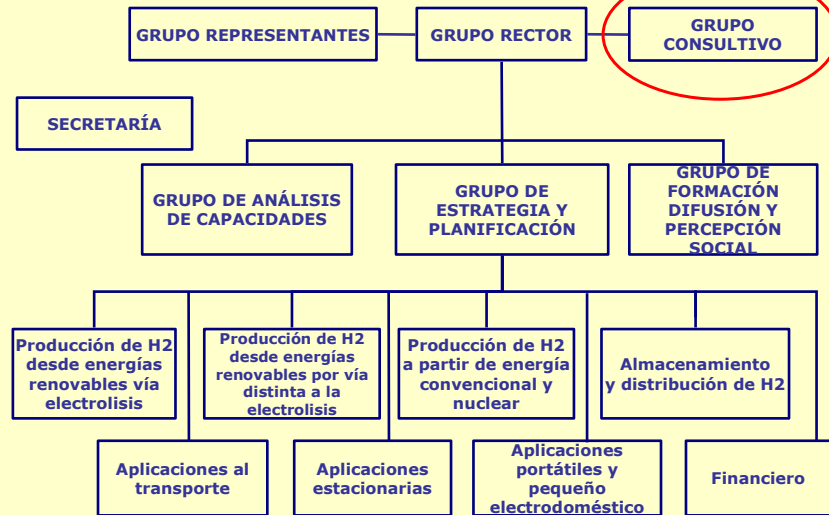 GRUPO REPRESENTANTES
GRUPO RECTOR
GRUPO
CONSULTIVO
SECRETARÍA
GRUPO DE ANÁLISIS
DE CAPACIDADES
GRUPO DE
ESTRATEGIA Y
PLANIFICACIÓN
GRUPO DE
FORMACIÓN
DIFUSIÓN Y
PERCEPCIÓN
SOCIAL
Producción de H2
desde energías
renovables vía
electrolisis
Producción de H2
desde energías
renovables por vía
distinta a la
electrolisis
Producción de H2
a partir de energía
convencional y
nuclear
Almacenamiento
y distribución de H2
Aplicaciones al
transporte
Aplicaciones
estacionarias
Aplicaciones
portátiles y
pequeño
electrodoméstico
Financiero